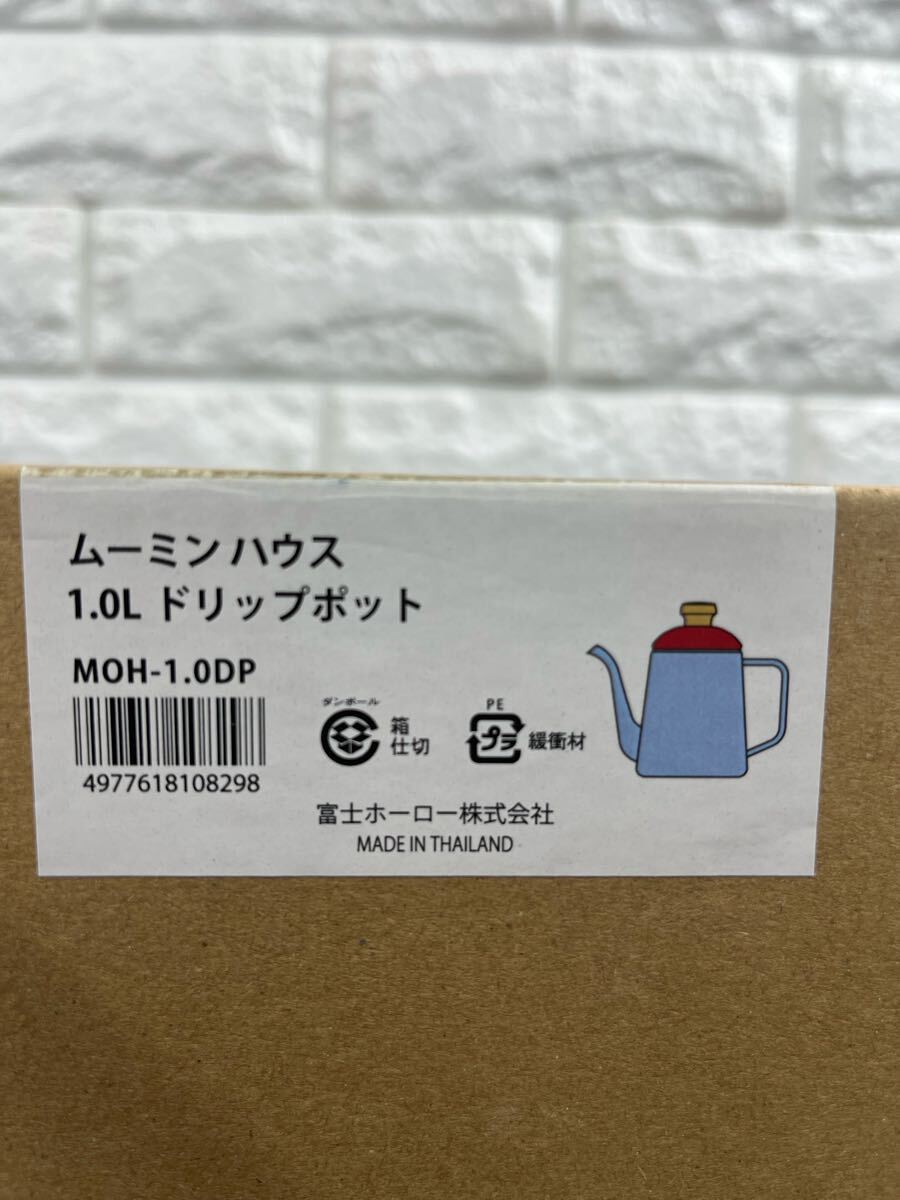 ムーミン ハウス
1.0L ドリップポット
MOH-1.0DP
4977618108298
ダンボール
箱
仕切
PE
プラ
緩衝材
富士ホーロー株式会社
MADE IN THAILAND